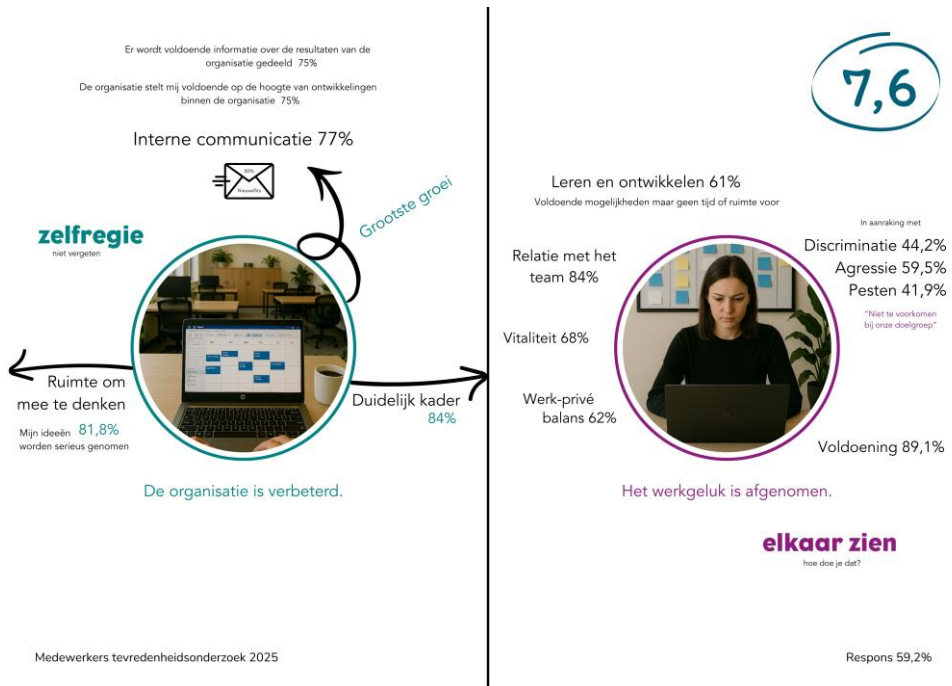 Er wordt voldoende informatie over de resultaten van de
organisatie gedeeld 75%
De organisatie stelt mij voldoende op de hoogte van ontwikkelingen
binnen de organisatie 75%
Interne communicatie 77%
Grootste groei
zelfregie
niet vergeten
Ruimte om
mee te denken
Mijn ideeën 81,8%
worden serieus genomen
Duidelijk kader
84%
De organisatie is verbeterd.
Medewerkers tevredenheidsonderzoek 2025
7,6
Leren en ontwikkelen 61%
Voldoende mogelijkheden maar geen tijd of ruimte voor
Relatie met het
team 84%
Vitaliteit 68%
Werk-privé
balans 62%
In aanraking met
Discriminatie 44,2%
Agressie 59,5%
Pesten 41,9%
"Niet te voorkomen
bij onze doelgroep"
Voldoening 89,1%
Het werkgeluk is afgenomen.
elkaar zien
hoe doe je dat?
Respons 59,2%